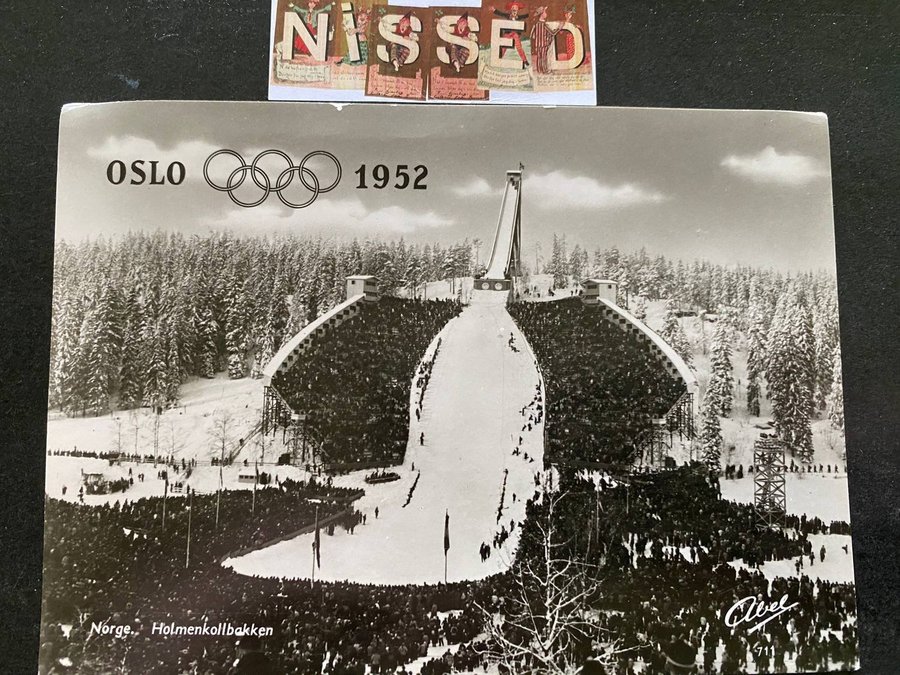 NiSSED
OSLO 1952
Norge. Holmenkollbakken
Abel
711